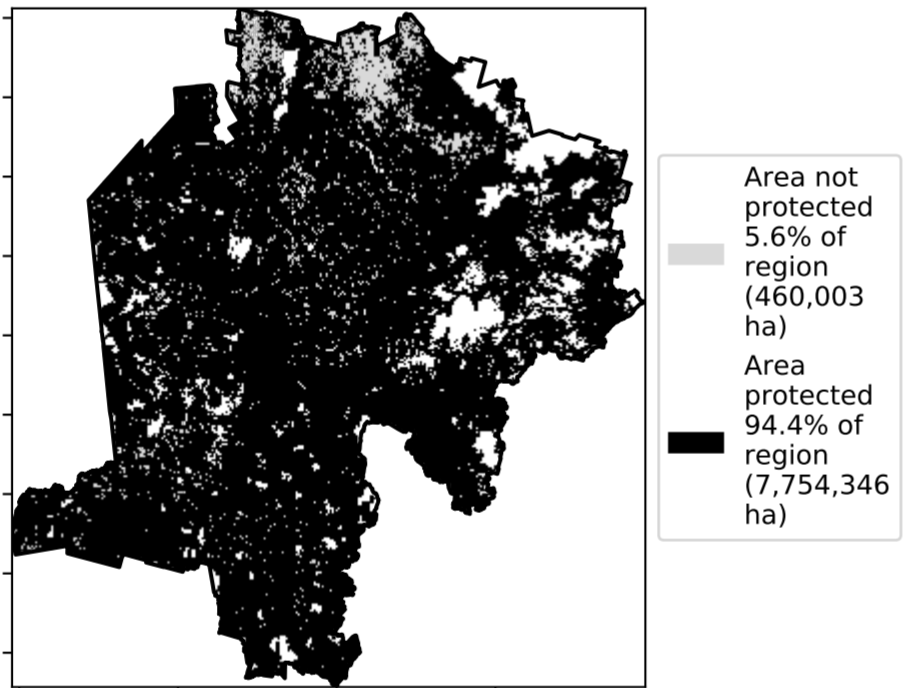 Area not
protected
5.6% of
region
(460,003
ha)
Area
protected
94.4% of
region
(7,754,346
ha)